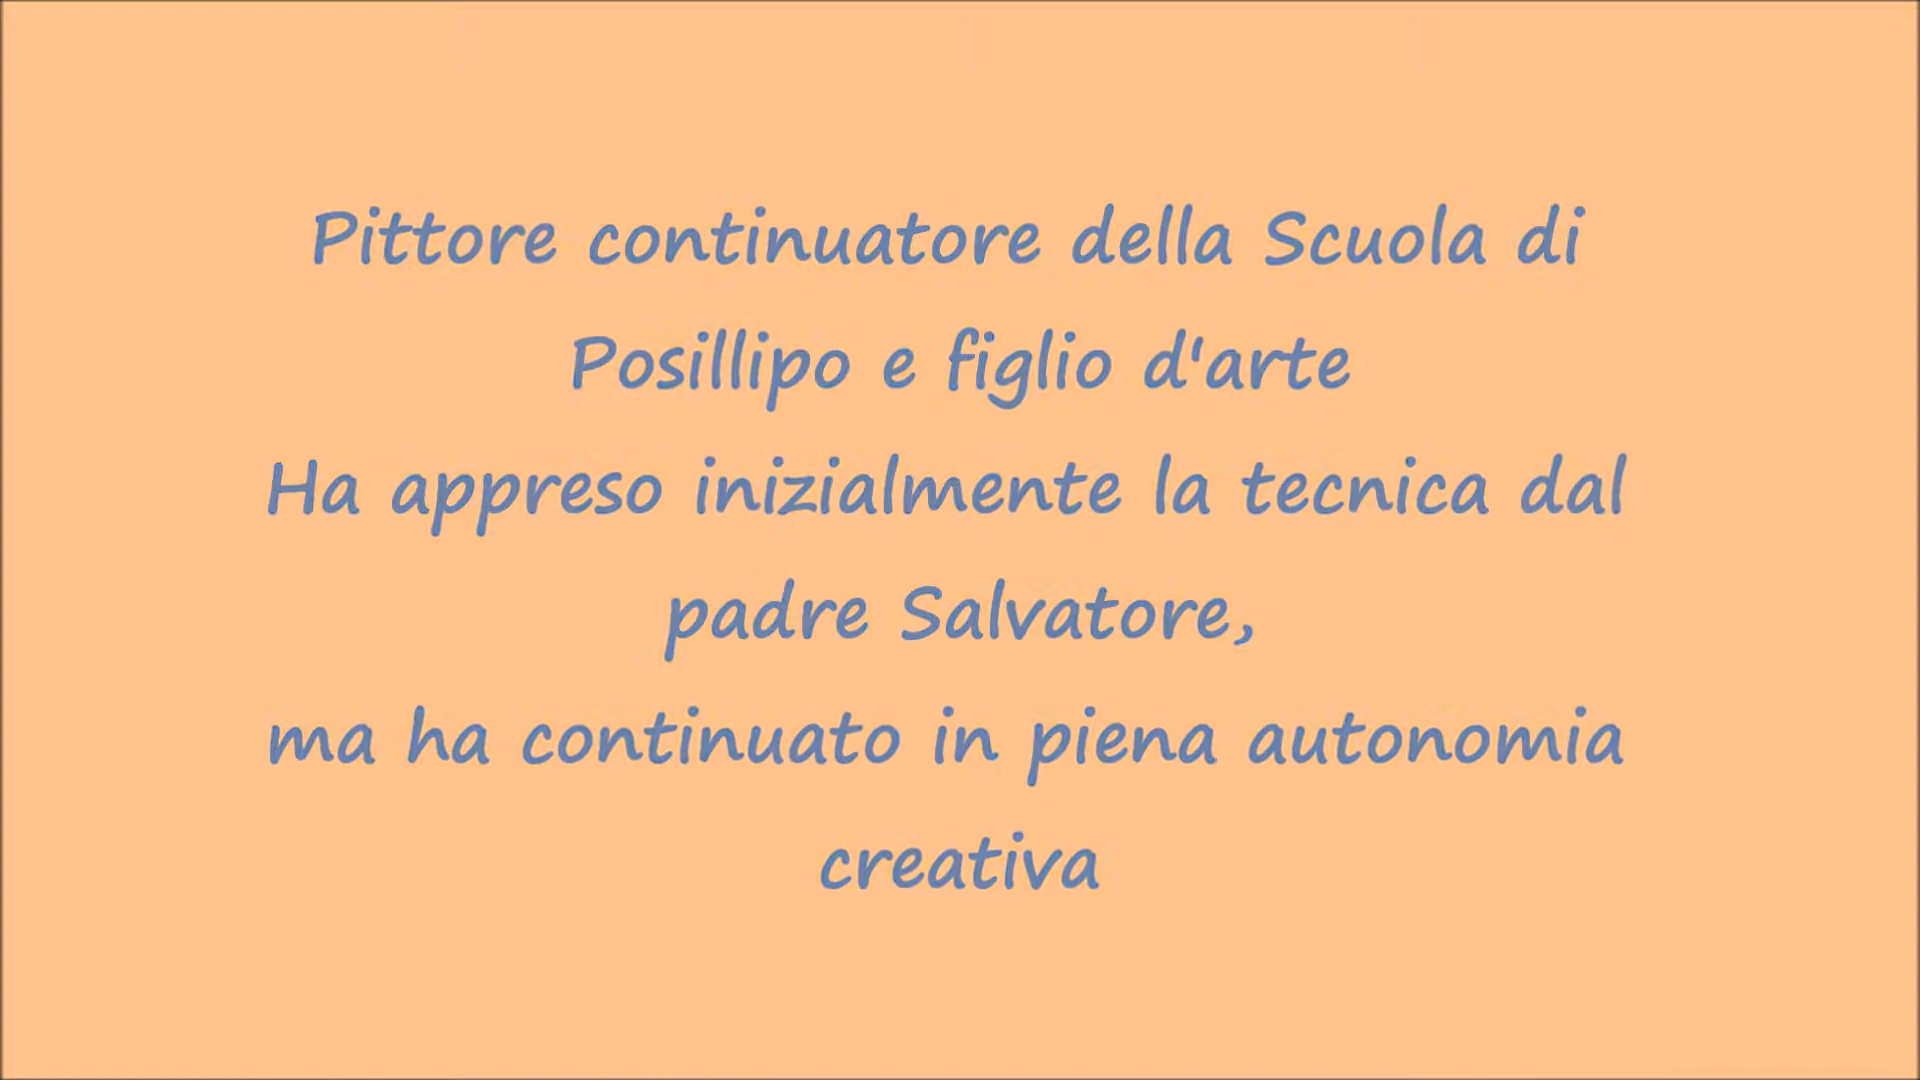 Pittore continuatore della Scuola di
Posillipo e figlio d'arte
Ha appreso inizialmente la tecnica dal
padre Salvatore,
ma ha continuato in piena autonomia
creativa